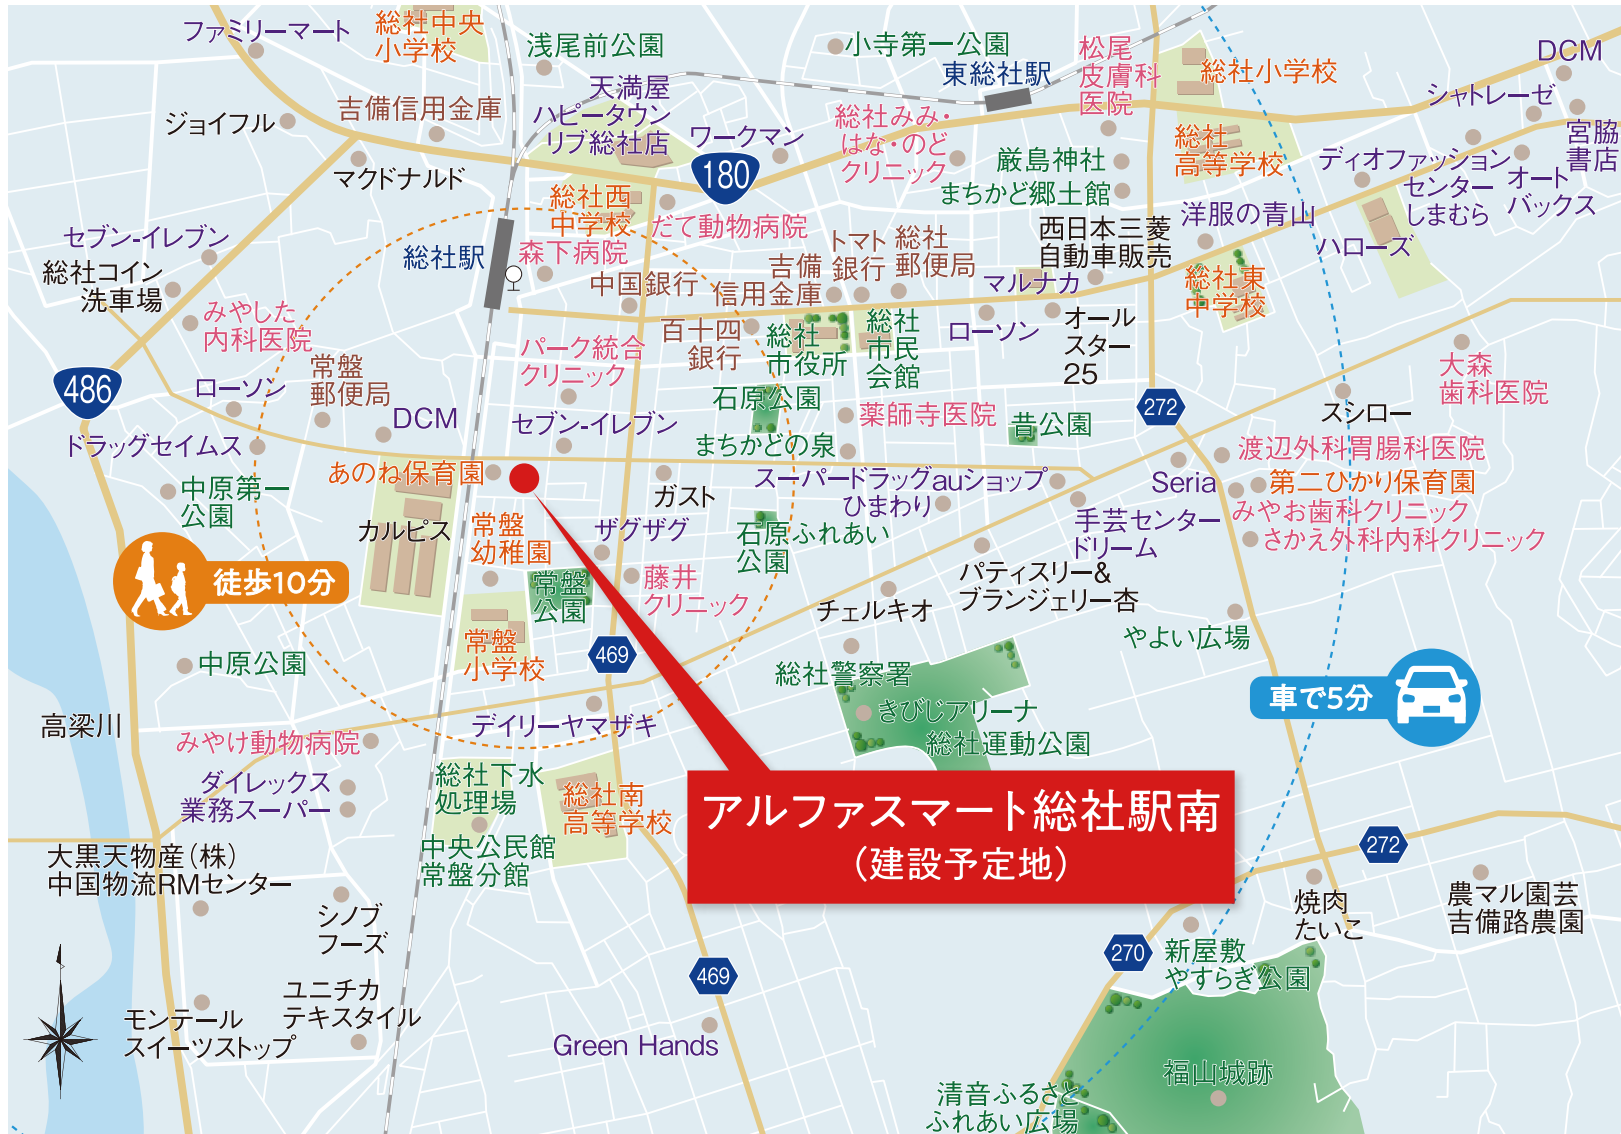 ファミリーマート
総社中央
小学校
浅尾前公園
小寺第一公園
東総社駅
松尾
皮膚科
医院
総社小学校
DCM
シャトレーゼ
宮脇
書店
ジョイフル
吉備信用金庫
天満屋
ハピータウン
リブ総社店
ワークマン
総社みみ・
はな・のど
クリニック
厳島神社
まちかど郷土館
総社
高等学校
ディオファッション
センター
しまむら
オート
バックス
マクドナルド
180
総社西
中学校
だて動物病院
西日本三菱
自動車販売
洋服の青山
ハローズ
セブン-イレブン
総社コイン
洗車場
総社駅
森下病院
中国銀行
吉備
信用金庫
トマト
銀行
総社
郵便局
マルナカ
総社東
中学校
みやした
内科医院
パーク統合
クリニック
百十四
銀行
総社
市役所
総社
市民
会館
ローソン
オール
スター
25
大森
歯科医院
486
ローソン
常盤
郵便局
DCM
セブン-イレブン
石原公園
薬師寺医院
昔公園
272
スシロー
ドラッグセイムス
まちかどの泉
渡辺外科胃腸科医院
中原第一
公園
あのね保育園
ガスト
スーパードラッグ
ひまわり
auショップ
Seria
第二ひかり保育園
みやお歯科クリニック
さかえ外科内科クリニック
カルピス
常盤
幼稚園
ザグザグ
石原ふれあい
公園
手芸センター
ドリーム
徒歩10分
常盤
公園
藤井
クリニック
チェルキオ
パティスリー&
ブランジェリー杏
やよい広場
中原公園
常盤
小学校
469
総社警察署
車で5分
高梁川
みやけ動物病院
デイリーヤマザキ
きびじアリーナ
総社運動公園
ダイレックス
業務スーパー
総社下水
処理場
総社南
高等学校
アルファスマート総社駅南
(建設予定地)
中央公民館
常盤分館
272
大黒天物産(株)
中国物流RMセンター
シノブ
フーズ
焼肉
たいこ
農マル園芸
吉備路農園
270
新屋敷
やすらぎ公園
469
モンテール
スイーツストップ
ユニチカ
テキスタイル
Green Hands
福山城跡
清音ふるさと
ふれあい広場